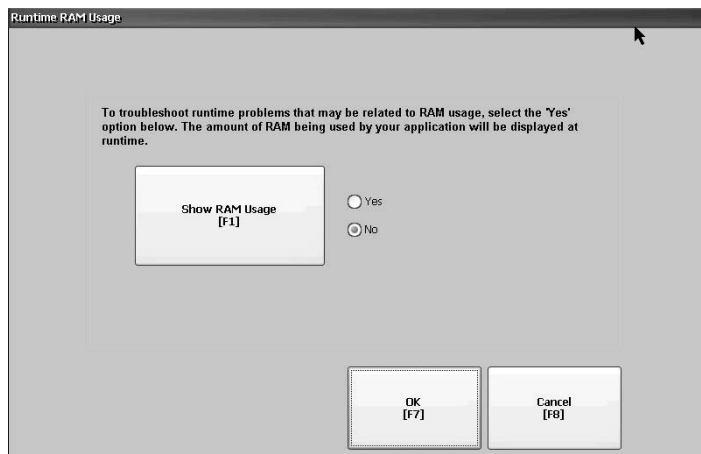 Runtime RAM Usage
To troubleshoot runtime problems that may be related to RAM usage, select the 'Yes'
option below. The amount of RAM being used by your application will be displayed at
runtime.
Show RAM Usage
[F1]
Yes
No
OK
[F7]
Cancel
[F8]